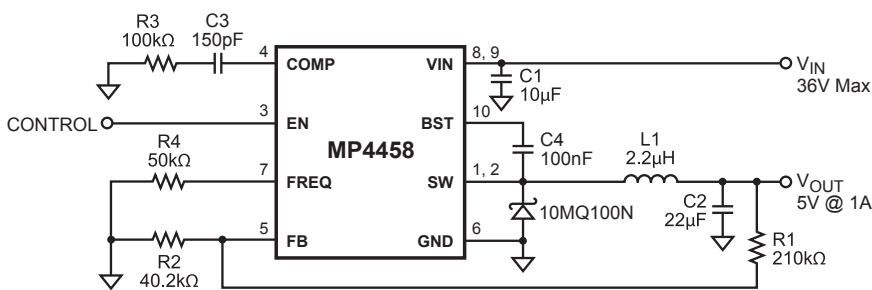 R3
100kΩ
C3
150pF
4
COMP
VIN
8, 9
VIN
36V Max
C1
10µF
CONTROL
3
EN
BST
10
MP4458
C4
100nF
R4
50kΩ
7
FREQ
SW
1, 2
L1
2.2µH
VOUT
5V @ 1A
10MQ100N
C2
22µF
R2
40.2kΩ
5
FB
GND
6
R1
210kΩ